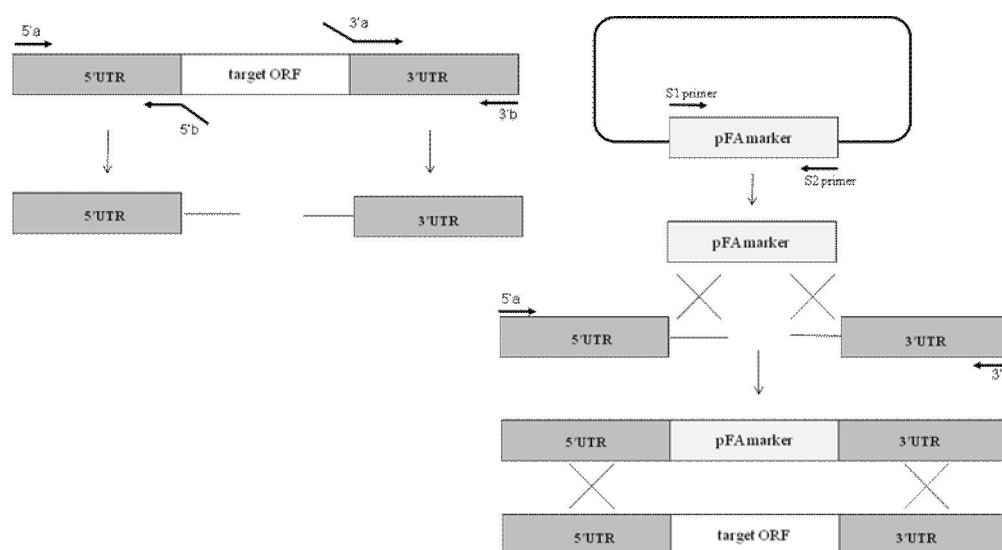 5'a
3'a
5'UTR
target ORF
3'UTR
5'b
3'b
5'UTR
3'UTR
S1 primer
pFA marker
S2 primer
pFA marker
5'a
5'UTR
3'UTR
3'
5'UTR
pFA marker
3'UTR
5'UTR
target ORF
3'UTR